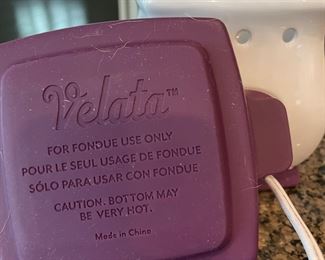 Velata™
FOR FONDUE USE ONLY
POUR LE SEUL USAGE DE FONDUE
SÓLO PARA USAR CON FONDUE
CAUTION. BOTTOM MAY
BE VERY HOT.
Made in China